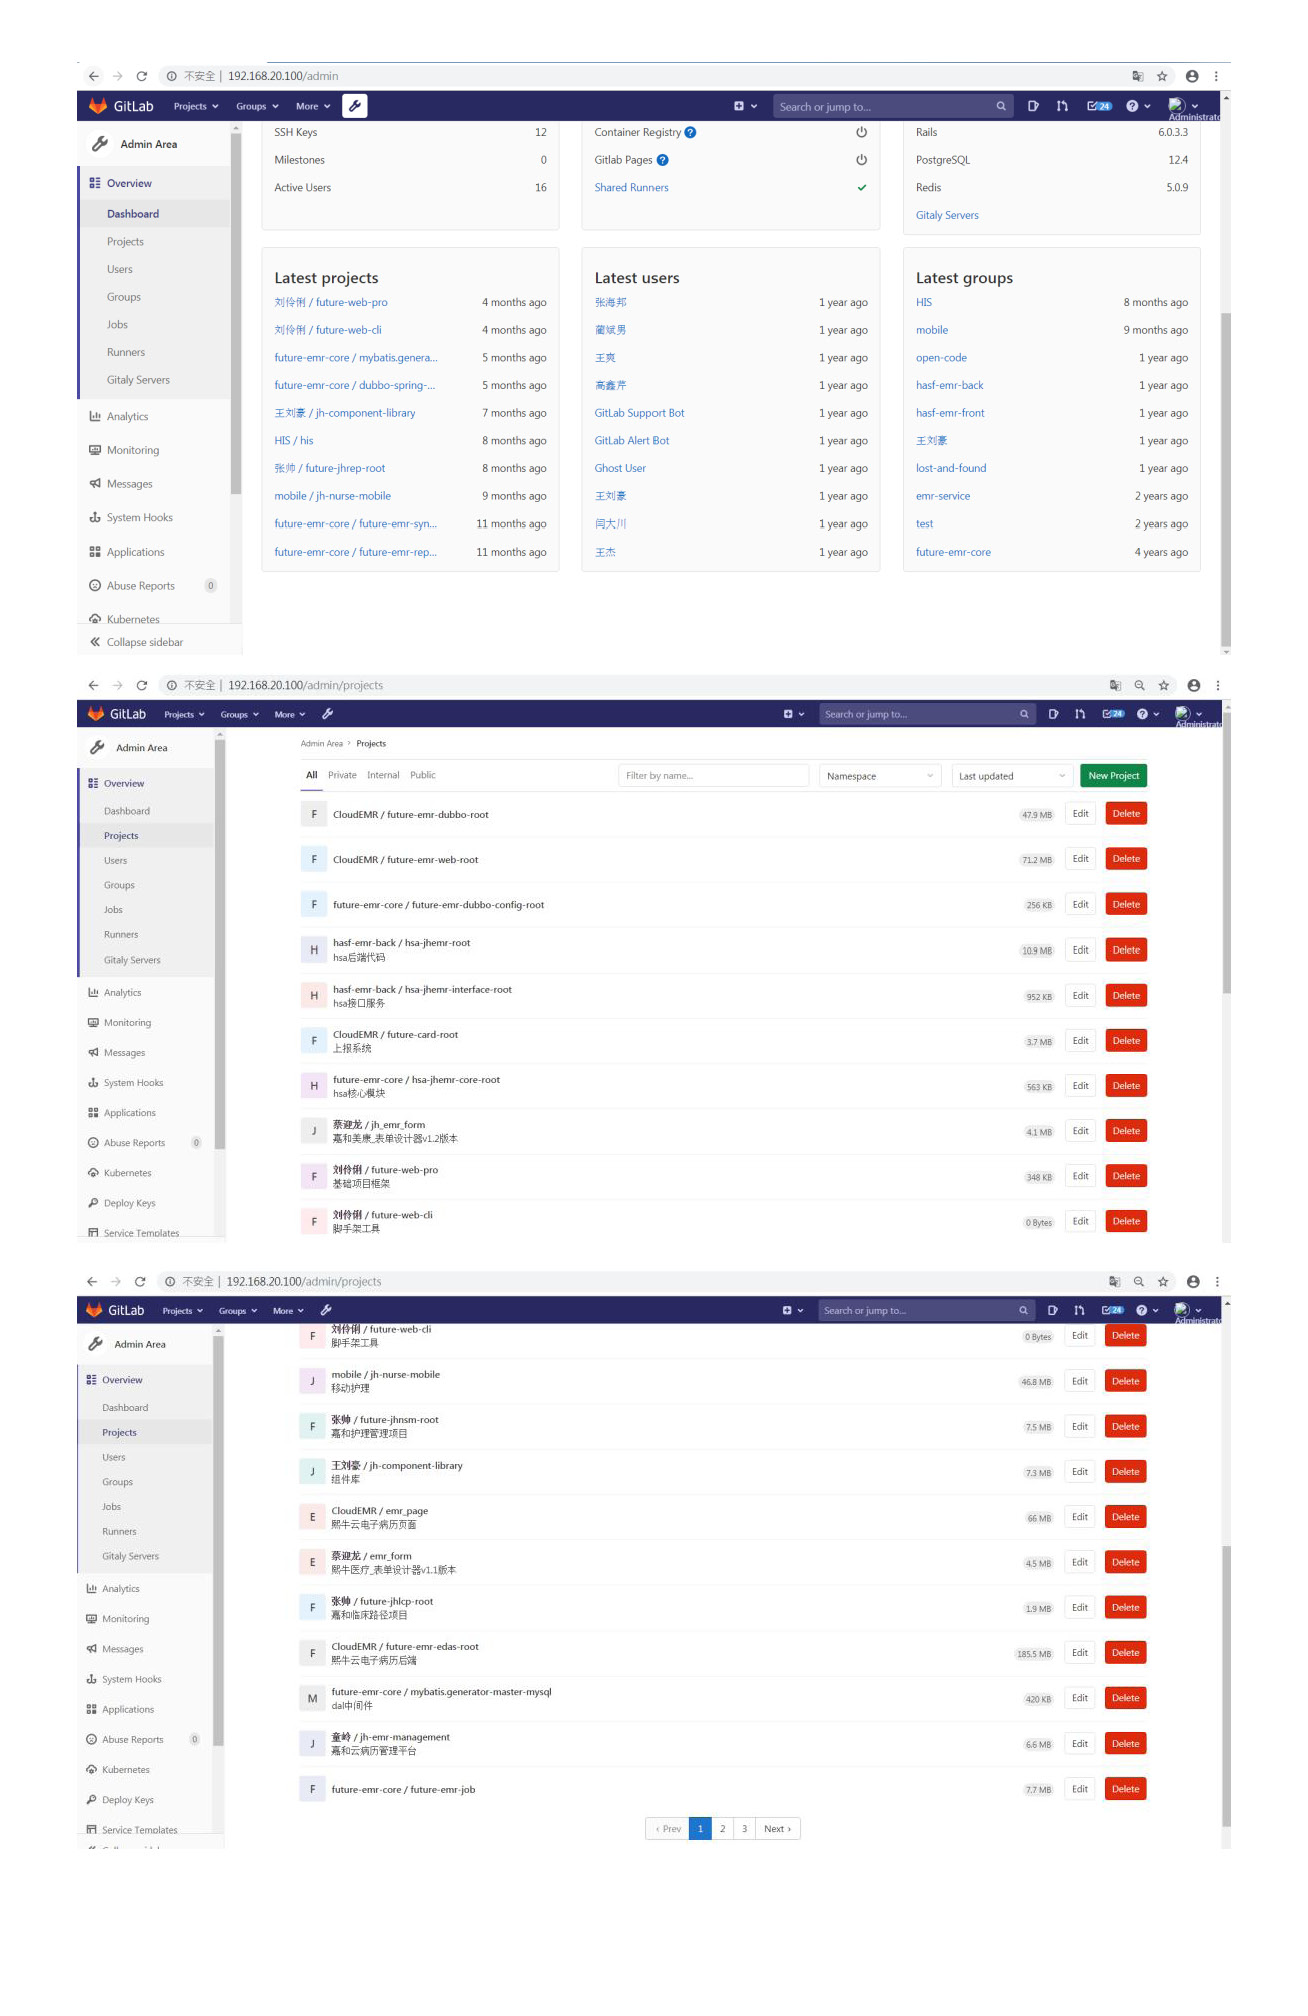 不安全 | 192.168.20.100/admin
GitLab Projects Groups More Search or jump to... 24 Administrato
Admin Area
Overview
Dashboard
Projects
Users
Groups
Jobs
Runners
Gitaly Servers
Analytics
Monitoring
Messages
System Hooks
Applications
Abuse Reports 0
Kubernetes
Collapse sidebar
SSH Keys 12
Milestones 0
Active Users 16
Container Registry
Gitlab Pages
Shared Runners
Rails 6.0.3.3
PostgreSQL 12.4
Redis 5.0.9
Gitaly Servers
Latest projects
刘伶俐 / future-web-pro 4 months ago
刘伶俐 / future-web-cli 4 months ago
future-emr-core / mybatis.genera... 5 months ago
future-emr-core / dubbo-spring-... 5 months ago
王刘豪 / jh-component-library 7 months ago
HIS / his 8 months ago
张帅 / future-jhrep-root 8 months ago
mobile / jh-nurse-mobile 9 months ago
future-emr-core / future-emr-syn... 11 months ago
future-emr-core / future-emr-rep... 11 months ago
Latest users
张海邦 1 year ago
蔺斌男 1 year ago
王爽 1 year ago
高鑫芹 1 year ago
GitLab Support Bot 1 year ago
GitLab Alert Bot 1 year ago
Ghost User 1 year ago
王刘豪 1 year ago
闫大川 1 year ago
王杰 1 year ago
Latest groups
HIS 8 months ago
mobile 9 months ago
open-code 1 year ago
hasf-emr-back 1 year ago
hasf-emr-front 1 year ago
王刘豪 1 year ago
lost-and-found 1 year ago
emr-service 2 years ago
test 2 years ago
future-emr-core 4 years ago
不安全 | 192.168.20.100/admin/projects
GitLab Projects Groups More Search or jump to... 24 Administrato
Admin Area
Overview
Dashboard
Projects
Users
Groups
Jobs
Runners
Gitaly Servers
Analytics
Monitoring
Messages
System Hooks
Applications
Abuse Reports 0
Kubernetes
Deploy Keys
Service Templates
Admin Area > Projects
All Private Internal Public Filter by name... Namespace Last updated New Project
F CloudEMR / future-emr-dubbo-root 47.9 MB Edit Delete
F CloudEMR / future-emr-web-root 71.2 MB Edit Delete
F future-emr-core / future-emr-dubbo-config-root 256 KB Edit Delete
H hasf-emr-back / hsa-jhemr-root 10.9 MB Edit Delete
hsa后端代码
H hasf-emr-back / hsa-jhemr-interface-root 952 KB Edit Delete
hsa接口服务
F CloudEMR / future-card-root 3.7 MB Edit Delete
上报系统
H future-emr-core / hsa-jhemr-core-root 563 KB Edit Delete
hsa核心模块
J 蔡迎龙 / jh_emr_form 4.1 MB Edit Delete
嘉和美康_表单设计器v1.2版本
F 刘伶俐 / future-web-pro 348 KB Edit Delete
基础项目框架
F 刘伶俐 / future-web-cli 0 Bytes Edit Delete
脚手架工具
不安全 | 192.168.20.100/admin/projects
GitLab Projects Groups More Search or jump to... 24 Administrato
Admin Area
Overview
Dashboard
Projects
Users
Groups
Jobs
Runners
Gitaly Servers
Analytics
Monitoring
Messages
System Hooks
Applications
Abuse Reports 0
Kubernetes
Deploy Keys
Service Templates
F 刘伶俐 / future-web-cli 0 Bytes Edit Delete
脚手架工具
J mobile / jh-nurse-mobile 46.8 MB Edit Delete
移动护理
F 张帅 / future-jhnsm-root 7.5 MB Edit Delete
嘉和护理管理项目
J 王刘豪 / jh-component-library 7.3 MB Edit Delete
组件库
E CloudEMR / emr_page 66 MB Edit Delete
熙牛云电子病历页面
E 蔡迎龙 / emr_form 4.5 MB Edit Delete
熙牛医疗_表单设计器v1.1版本
F 张帅 / future-jhlcp-root 1.9 MB Edit Delete
嘉和临床路径项目
F CloudEMR / future-emr-edas-root 185.5 MB Edit Delete
熙牛云电子病历后端
M future-emr-core / mybatis.generator-master-mysql 420 KB Edit Delete
dal中间件
J 童岭 / jh-emr-management 6.6 MB Edit Delete
嘉和云病历管理平台
F future-emr-core / future-emr-job 7.7 MB Edit Delete
‹ Prev 1 2 3 Next ›